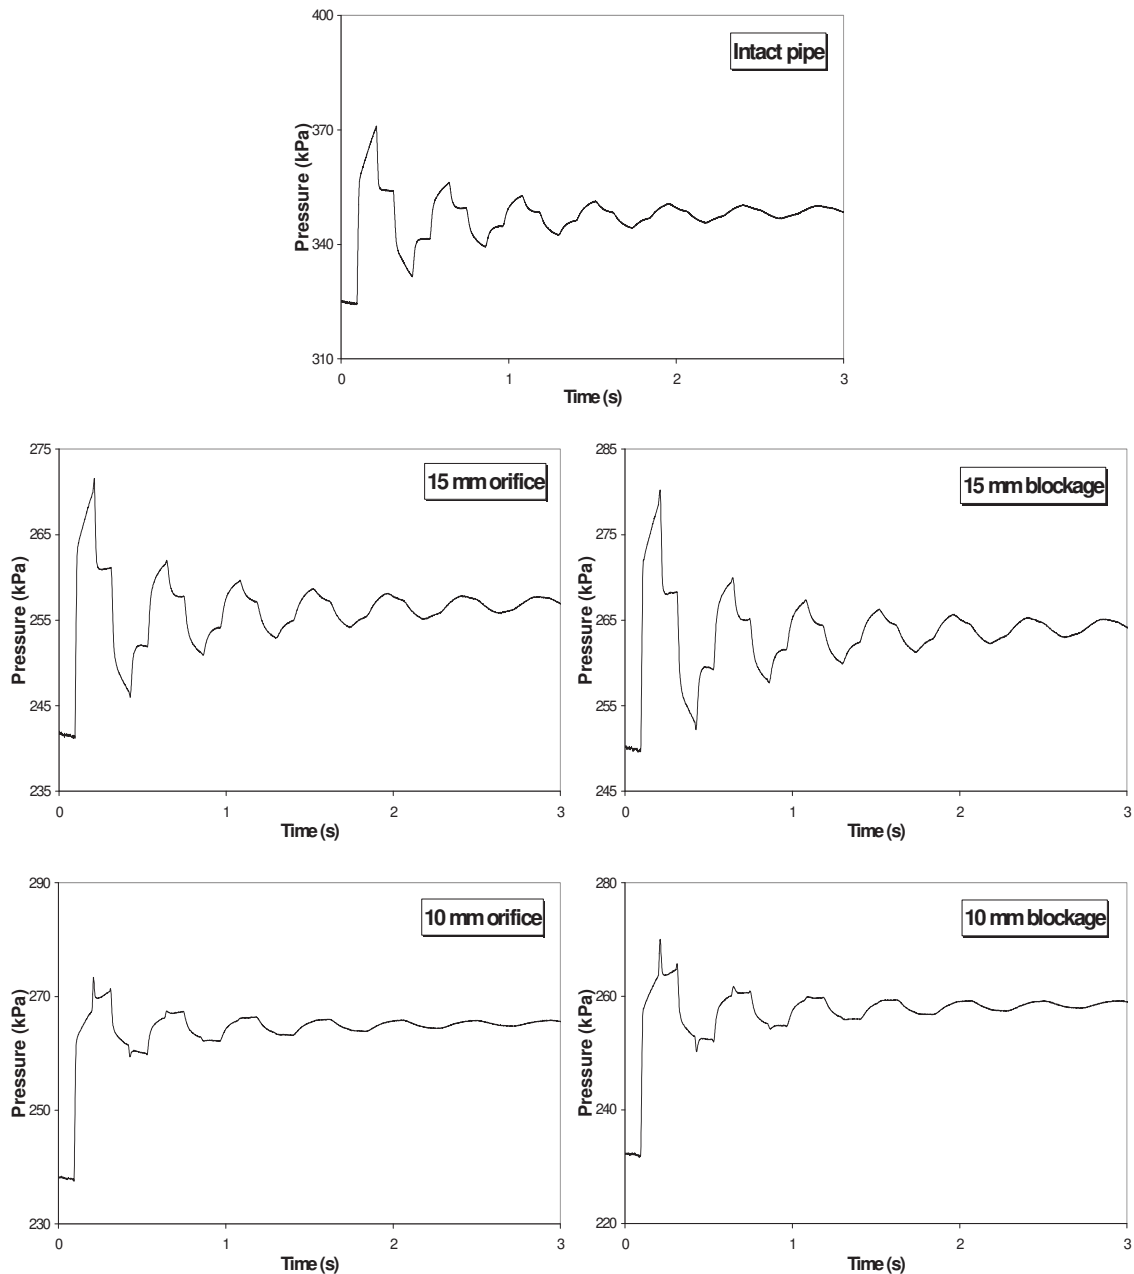 400
Intact pipe
370
Pressure (kPa)
340
310
0 1 2 3
Time (s)
275
15 mm orifice
265
Pressure (kPa)
255
245
235
0 1 2 3
Time (s)
285
15 mm blockage
275
Pressure (kPa)
265
255
245
0 1 2 3
Time (s)
290
10 mm orifice
270
Pressure (kPa)
250
230
0 1 2 3
Time (s)
280
10 mm blockage
260
Pressure (kPa)
240
220
0 1 2 3
Time (s)